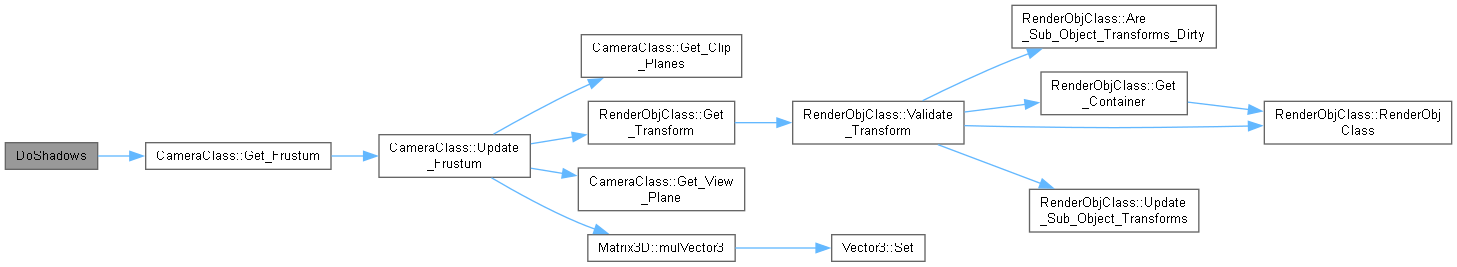 DoShadows
CameraClass::Get_Frustum
CameraClass::Update
_Frustum
CameraClass::Get_Clip
_Planes
RenderObjClass::Get
_Transform
CameraClass::Get_View
_Plane
Matrix3D::mulVector3
Vector3::Set
RenderObjClass::Validate
_Transform
RenderObjClass::Are
_Sub_Object_Transforms_Dirty
RenderObjClass::Get
_Container
RenderObjClass::RenderObj
Class
RenderObjClass::Update
_Sub_Object_Transforms